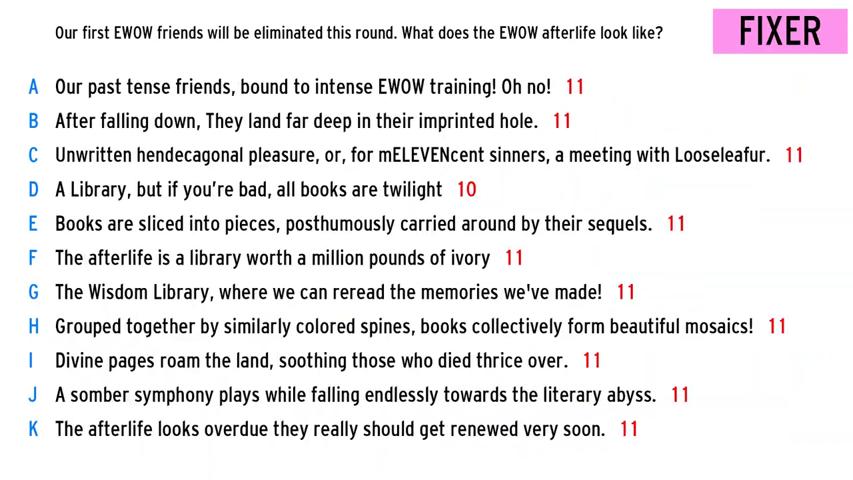 Our first EWOW friends will be eliminated this round. What does the EWOW afterlife look like?
FIXER
A Our past tense friends, bound to intense EWOW training! Oh no! 11
B After falling down, They land far deep in their imprinted hole. 11
C Unwritten hendecagonal pleasure, or, for mELEVENcent sinners, a meeting with Looseleafur. 11
D A Library, but if you're bad, all books are twilight 10
E Books are sliced into pieces, posthumously carried around by their sequels. 11
F The afterlife is a library worth a million pounds of ivory 11
G The Wisdom Library, where we can reread the memories we've made! 11
H Grouped together by similarly colored spines, books collectively form beautiful mosaics! 11
I Divine pages roam the land, soothing those who died thrice over. 11
J A somber symphony plays while falling endlessly towards the literary abyss. 11
K The afterlife looks overdue they really should get renewed very soon. 11